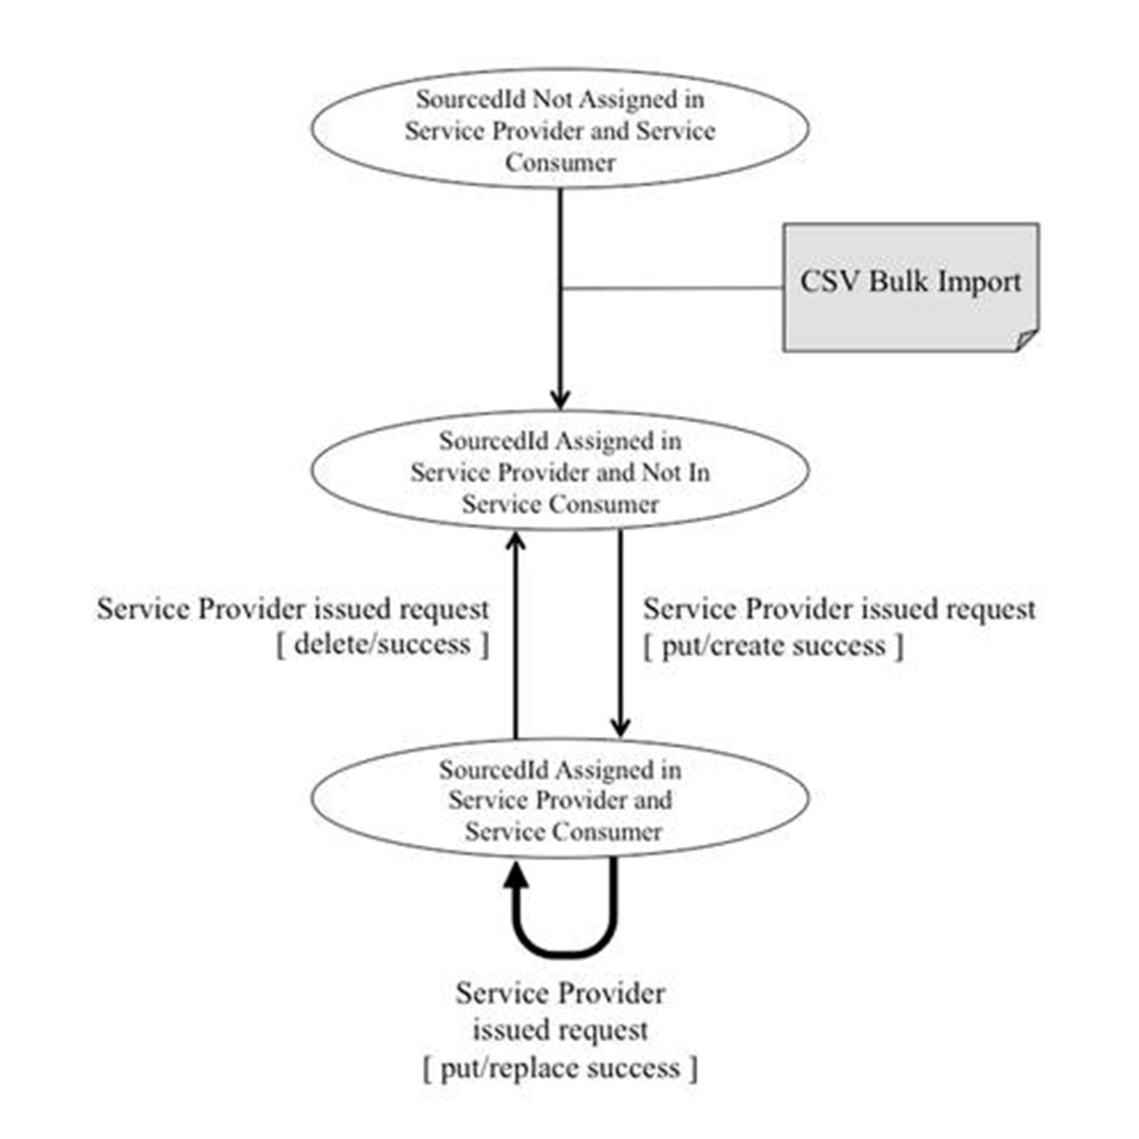 SourcedId Not Assigned in
Service Provider and Service
Consumer
CSV Bulk Import
SourcedId Assigned in
Service Provider and Not In
Service Consumer
Service Provider issued request
[ delete/success ]
Service Provider issued request
[ put/create success ]
SourcedId Assigned in
Service Provider and
Service Consumer
Service Provider
issued request
[ put/replace success ]